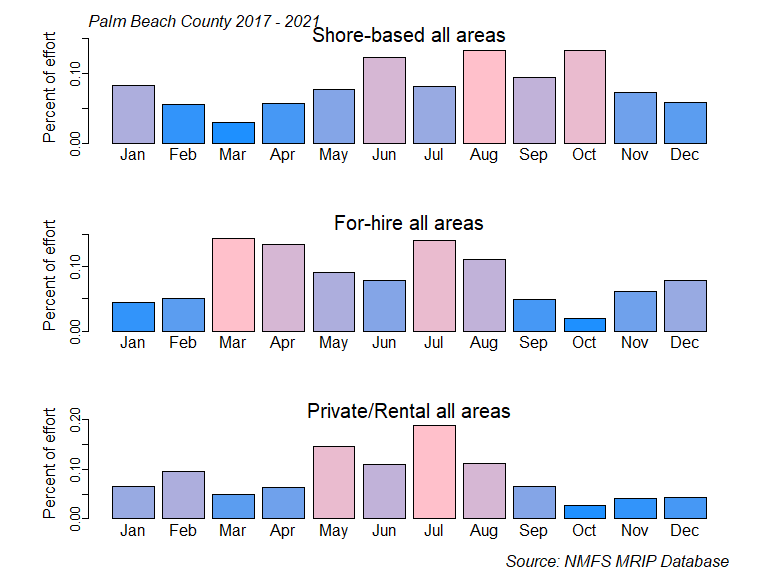 Palm Beach County 2017 - 2021
Shore-based all areas
Percent of effort
0.10
0.00
Jan Feb Mar Apr May Jun Jul Aug Sep Oct Nov Dec
For-hire all areas
Percent of effort
0.10
0.00
Jan Feb Mar Apr May Jun Jul Aug Sep Oct Nov Dec
Private/Rental all areas
Percent of effort
0.20
0.10
0.00
Jan Feb Mar Apr May Jun Jul Aug Sep Oct Nov Dec
Source: NMFS MRIP Database